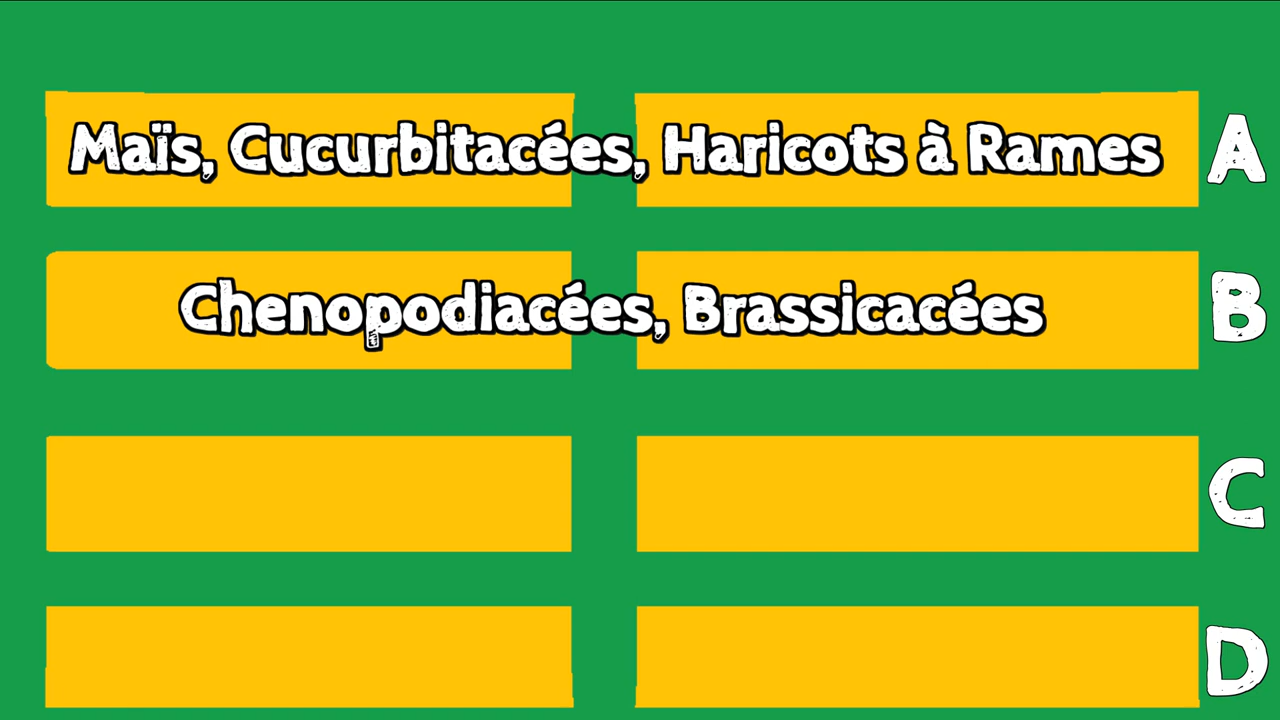 Maïs, Cucurbitacées, Haricots à Rames A
Chenopodiacées, Brassicacées B
C
D